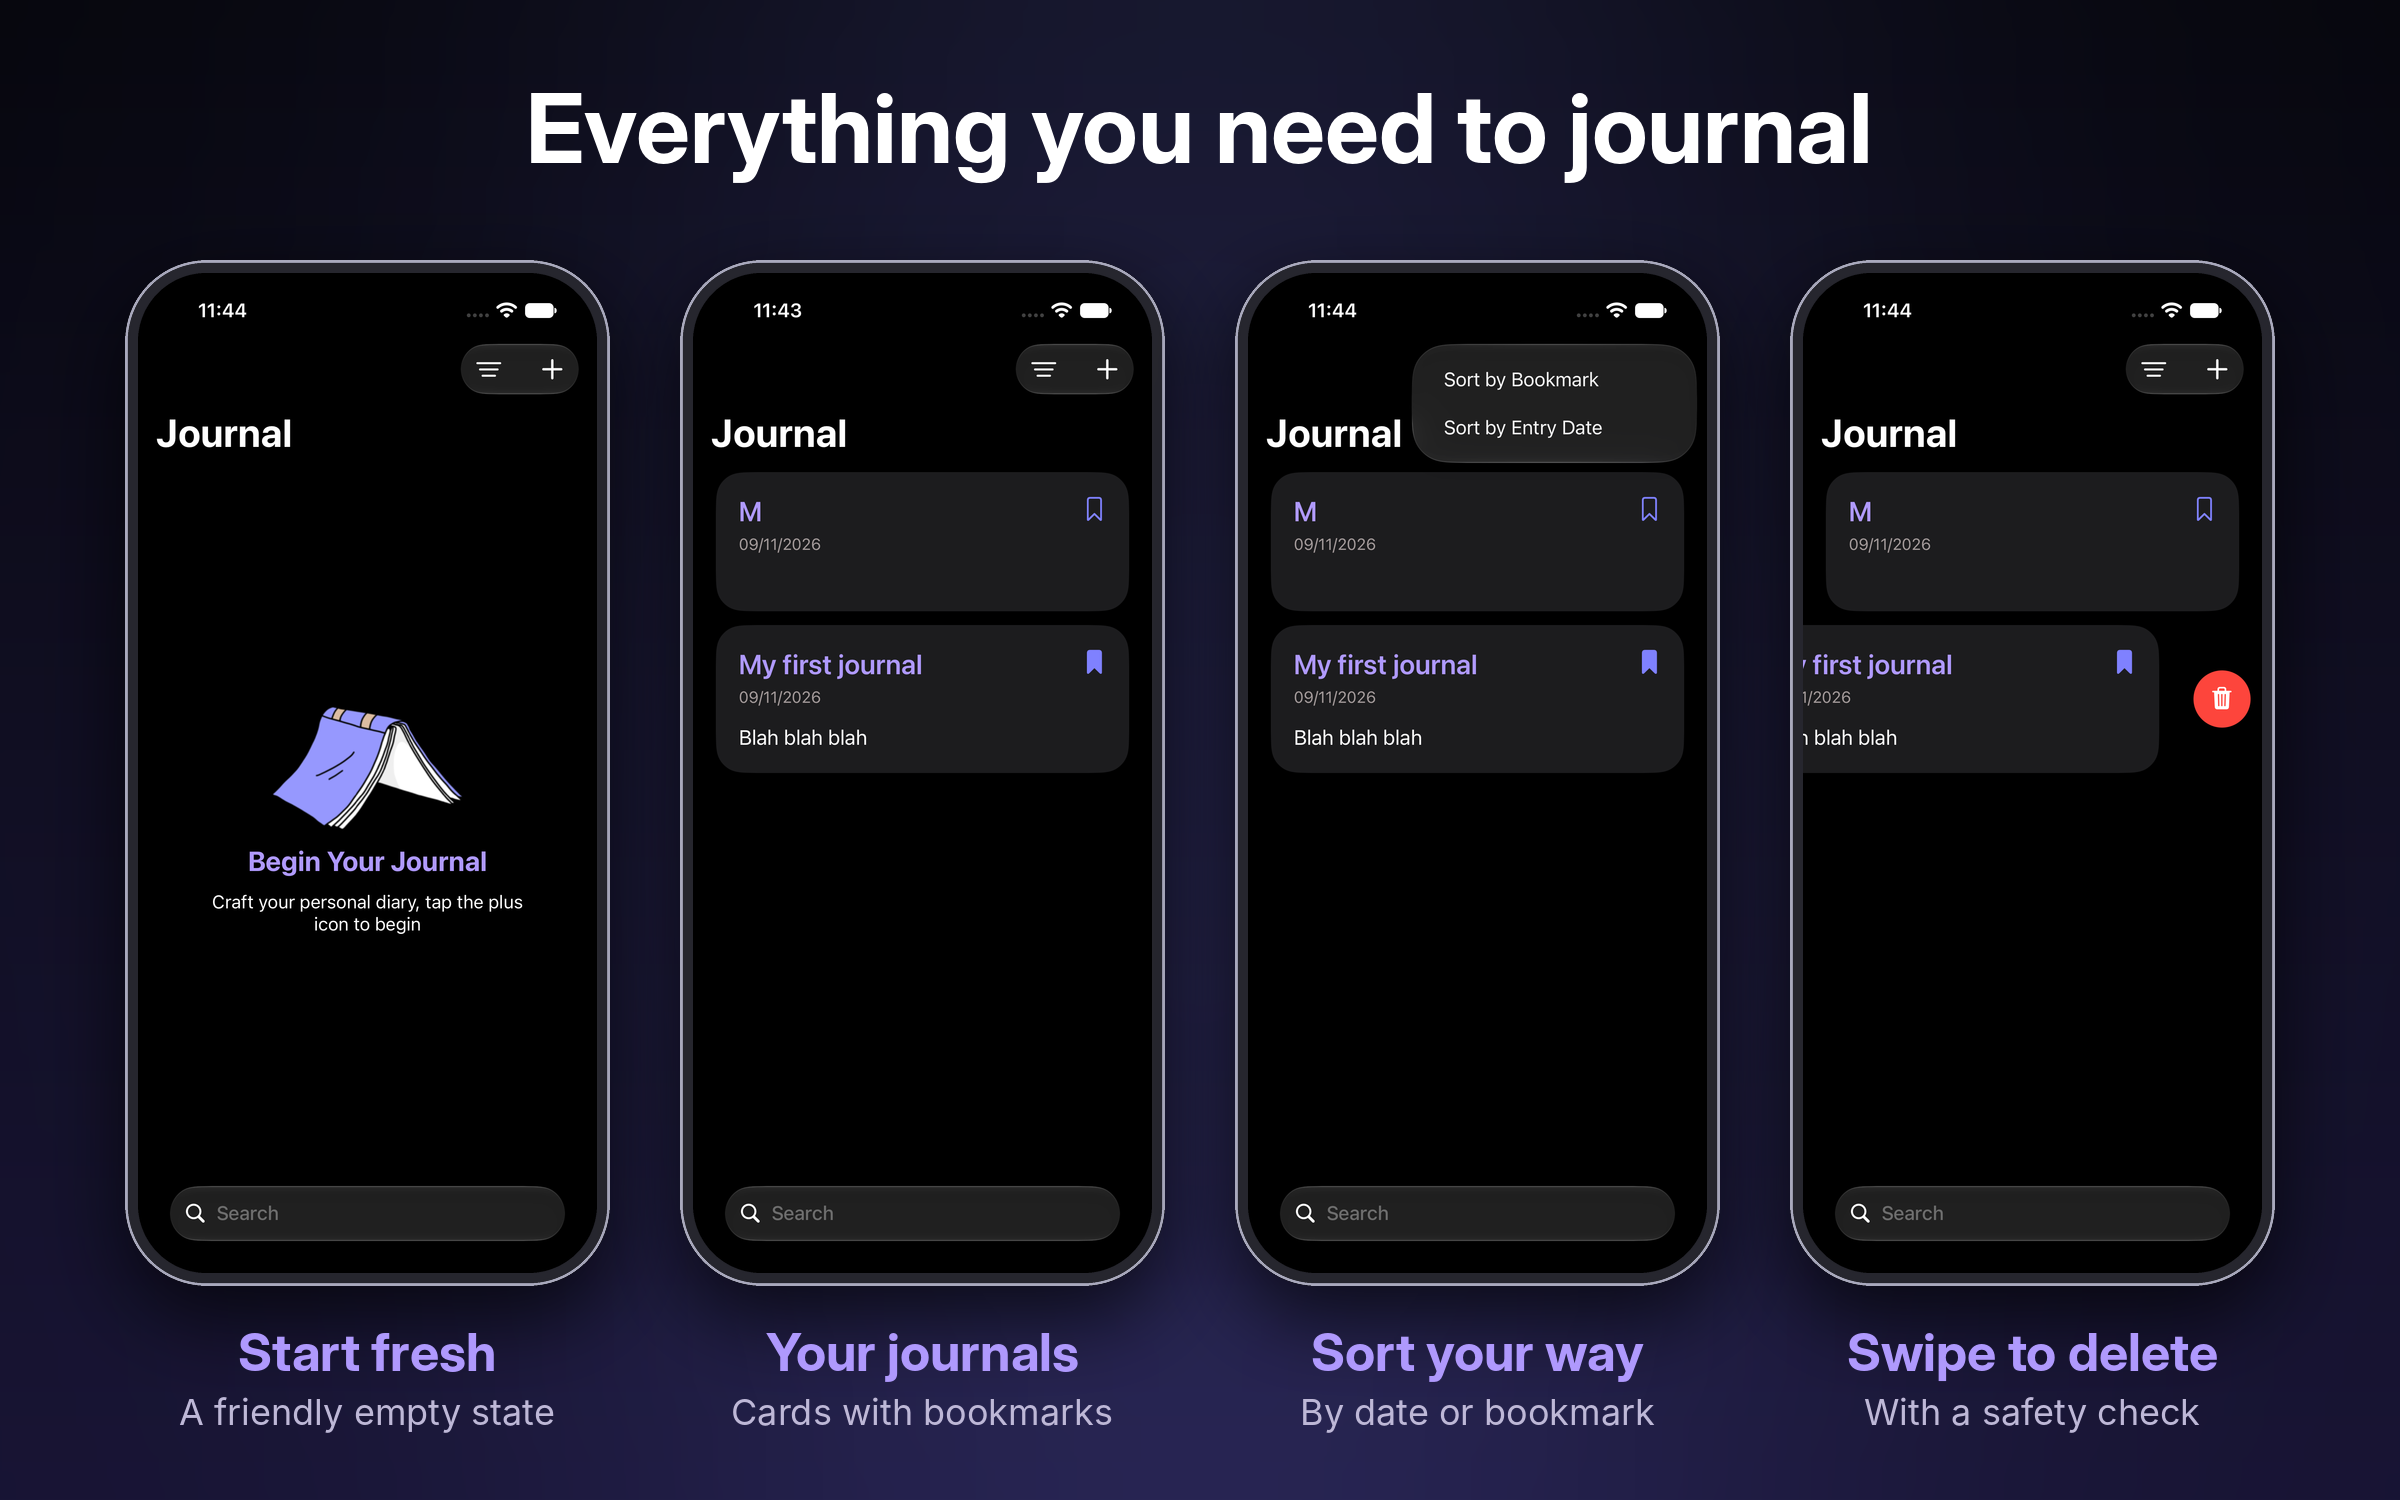 Everything you need to journal
11:44
Journal
Begin Your Journal
Craft your personal diary, tap the plus
icon to begin
Search
Start fresh
A friendly empty state
11:43
Journal
M
09/11/2026
My first journal
09/11/2026
Blah blah blah
Search
Your journals
Cards with bookmarks
11:44
Sort by Bookmark
Sort by Entry Date
Journal
M
09/11/2026
My first journal
09/11/2026
Blah blah blah
Search
Sort your way
By date or bookmark
11:44
Journal
M
09/11/2026
first journal
1/2026
blah blah
Search
Swipe to delete
With a safety check